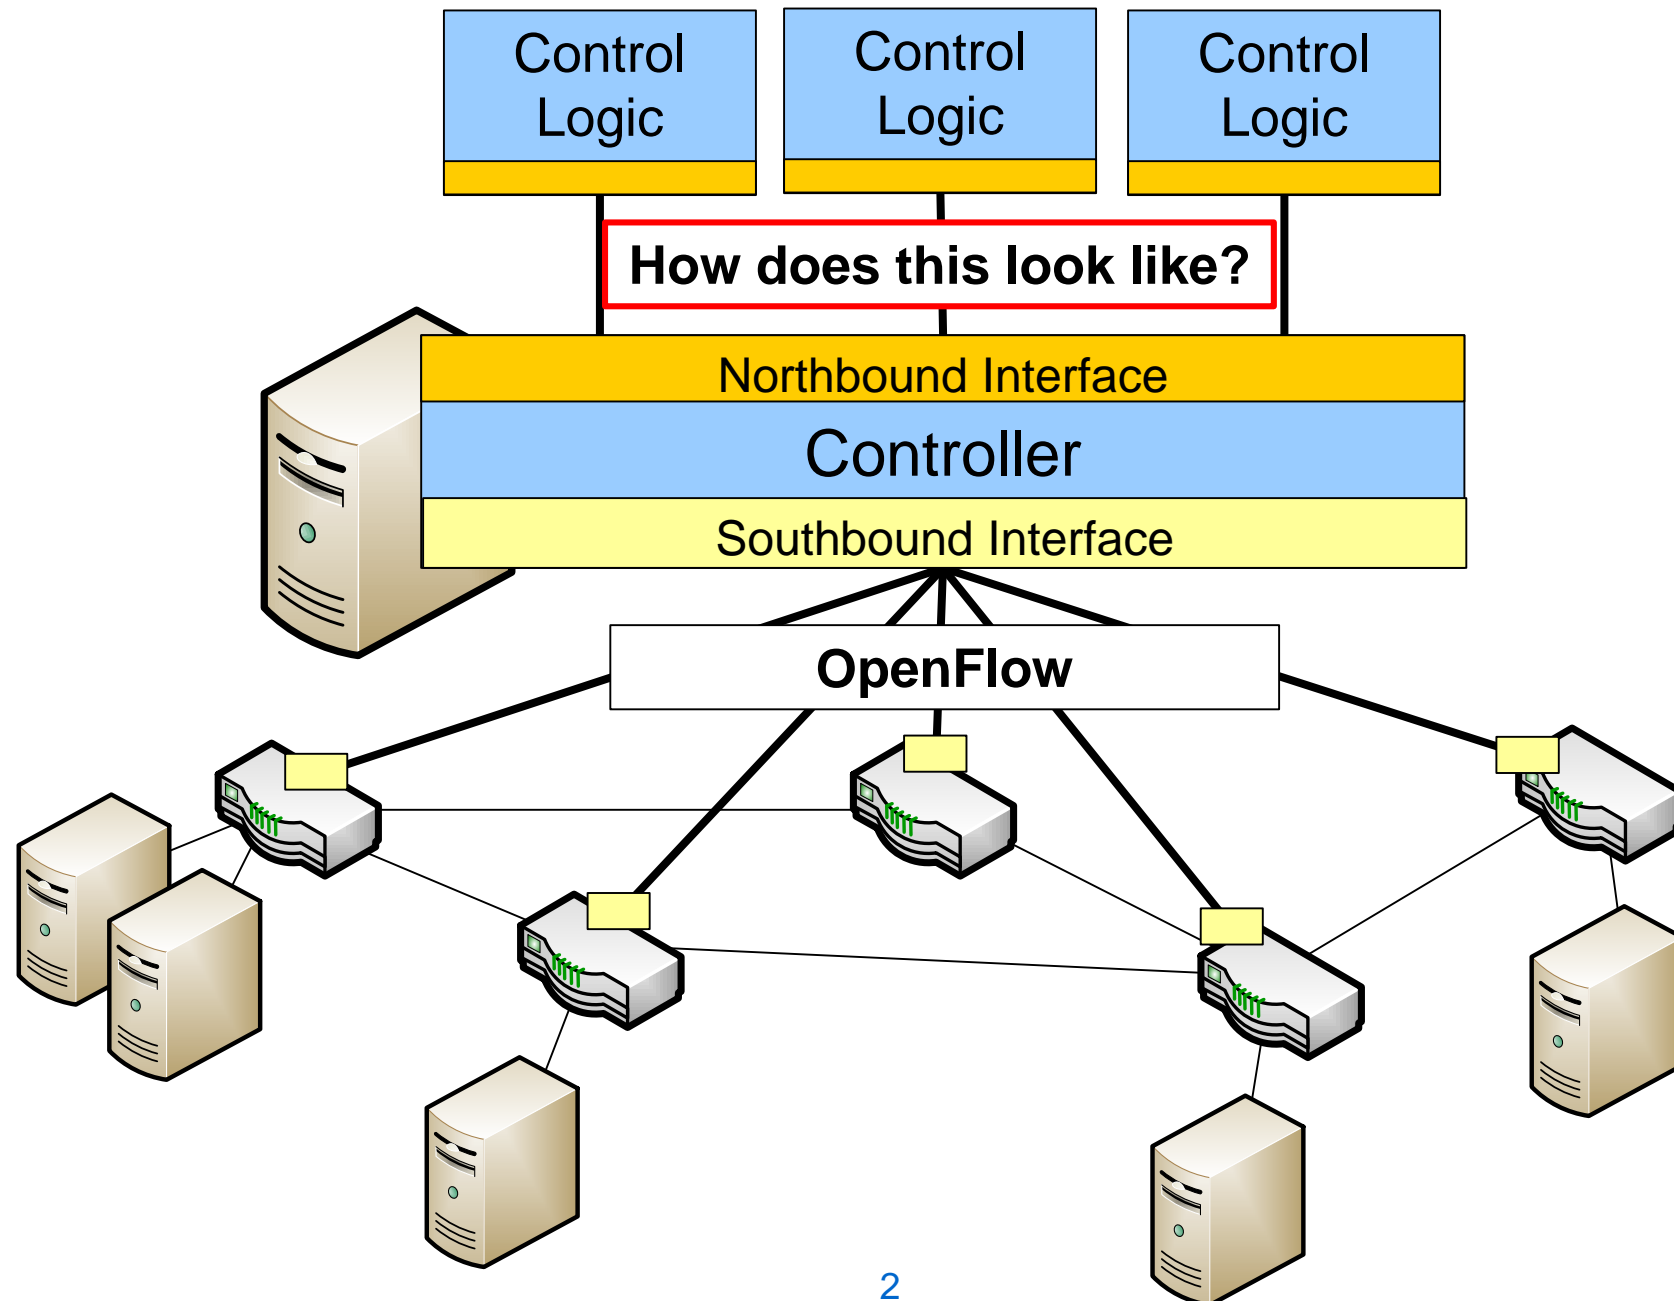 Control
Logic
Control
Logic
Control
Logic
How does this look like?
Northbound Interface
Controller
Southbound Interface
OpenFlow
2